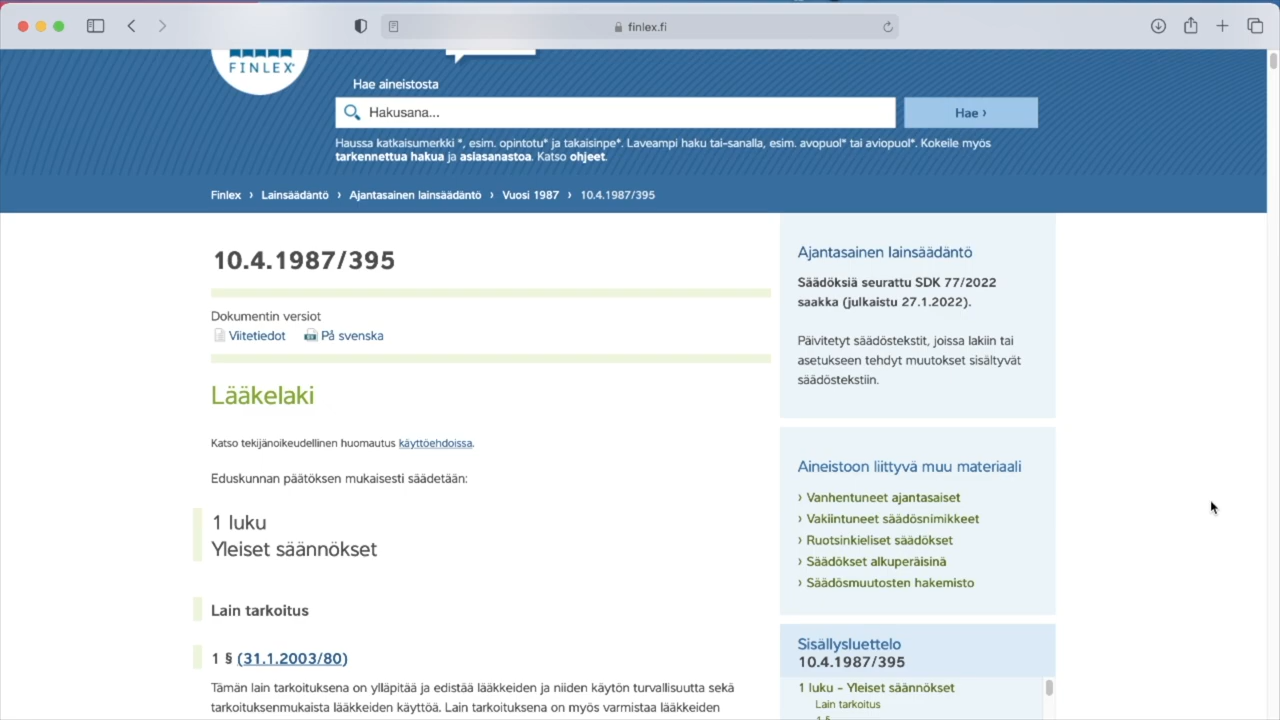 finlex.fi
FINLEX
Hae aineistosta
Hakusana...
Hae ›
Haussa katkaisumerkki *, esim. opintotu* ja takaisinpe*. Laveampi haku tai-sanalla, esim. avopuol* tai aviopuol*. Kokeile myös
tarkennettua hakua ja asiasanastoa. Katso ohjeet.
Finlex › Lainsäädäntö › Ajantasainen lainsäädäntö › Vuosi 1987 › 10.4.1987/395
10.4.1987/395
Dokumentin versiot
Viitetiedot På svenska
Lääkelaki
Katso tekijänoikeudellinen huomautus käyttöehdoissa.
Eduskunnan päätöksen mukaisesti säädetään:
1 luku
Yleiset säännökset
Lain tarkoitus
1 § (31.1.2003/80)
Tämän lain tarkoituksena on ylläpitää ja edistää lääkkeiden ja niiden käytön turvallisuutta sekä
tarkoituksenmukaista lääkkeiden käyttöä. Lain tarkoituksena on myös varmistaa lääkkeiden
Ajantasainen lainsäädäntö
Säädöksiä seurattu SDK 77/2022
saakka (julkaistu 27.1.2022).
Päivitetyt säädöstekstit, joissa lakiin tai
asetukseen tehdyt muutokset sisältyvät
säädöstekstiin.
Aineistoon liittyvä muu materiaali
› Vanhentuneet ajantasaiset
› Vakiintuneet säädösnimikkeet
› Ruotsinkieliset säädökset
› Säädökset alkuperäisinä
› Säädösmuutosten hakemisto
Sisällysluettelo
10.4.1987/395
1 luku - Yleiset säännökset
Lain tarkoitus
1 §